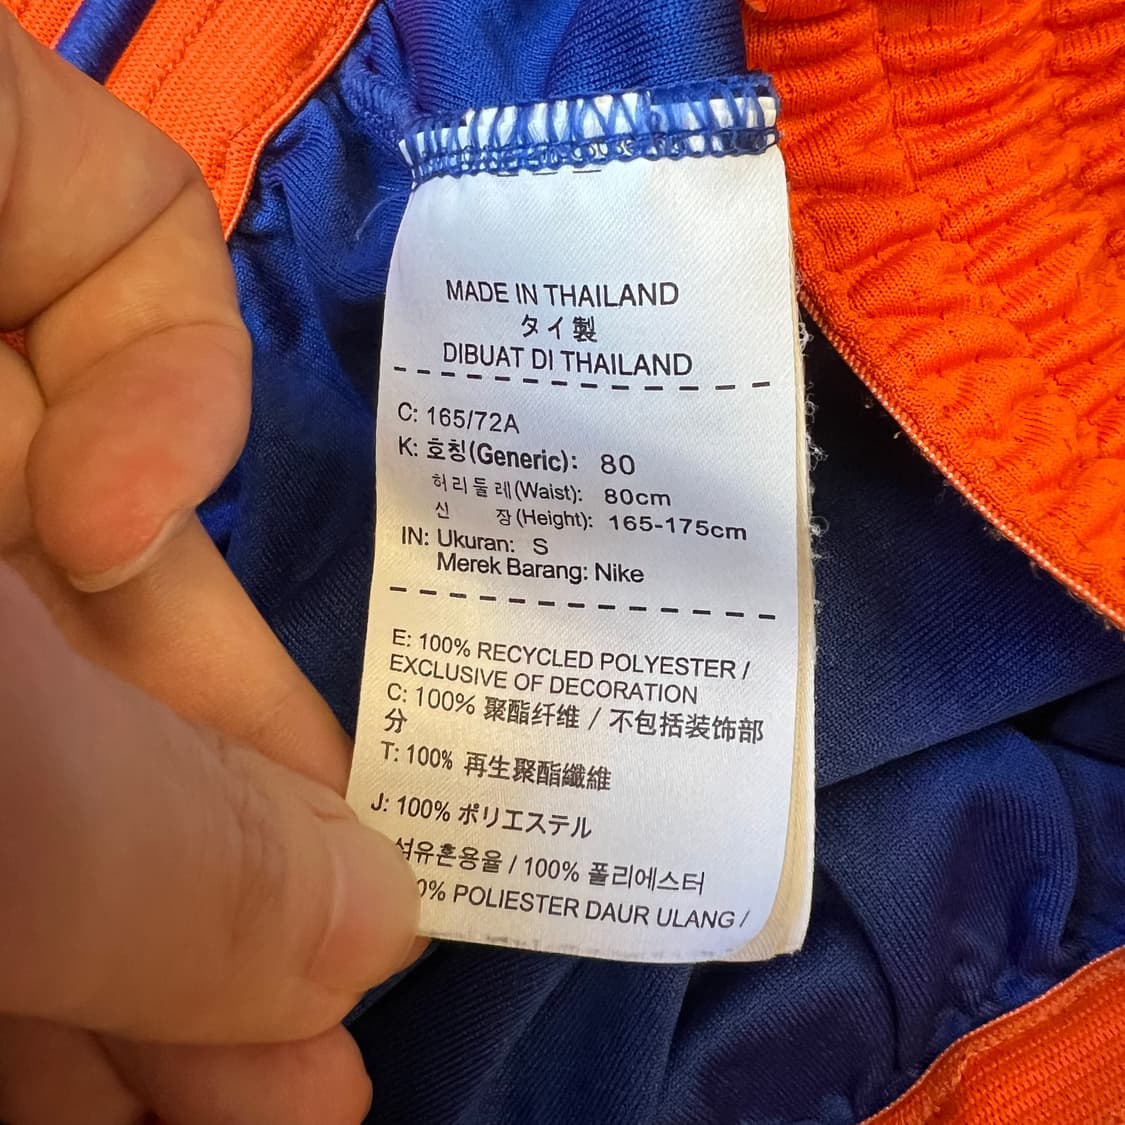 MADE IN THAILAND
タイ製
DIBUAT DI THAILAND
C: 165/72A
K: 호칭(Generic): 80
허리둘레(Waist): 80cm
신 장(Height): 165-175cm
IN: Ukuran: S
Merek Barang: Nike
E: 100% RECYCLED POLYESTER /
EXCLUSIVE OF DECORATION
C: 100% 聚酯纤维 / 不包括装饰部
分
T: 100% 再生聚酯纖維
J: 100% ポリエステル
섬유혼용율 / 100% 폴리에스터
0% POLIESTER DAUR ULANG /